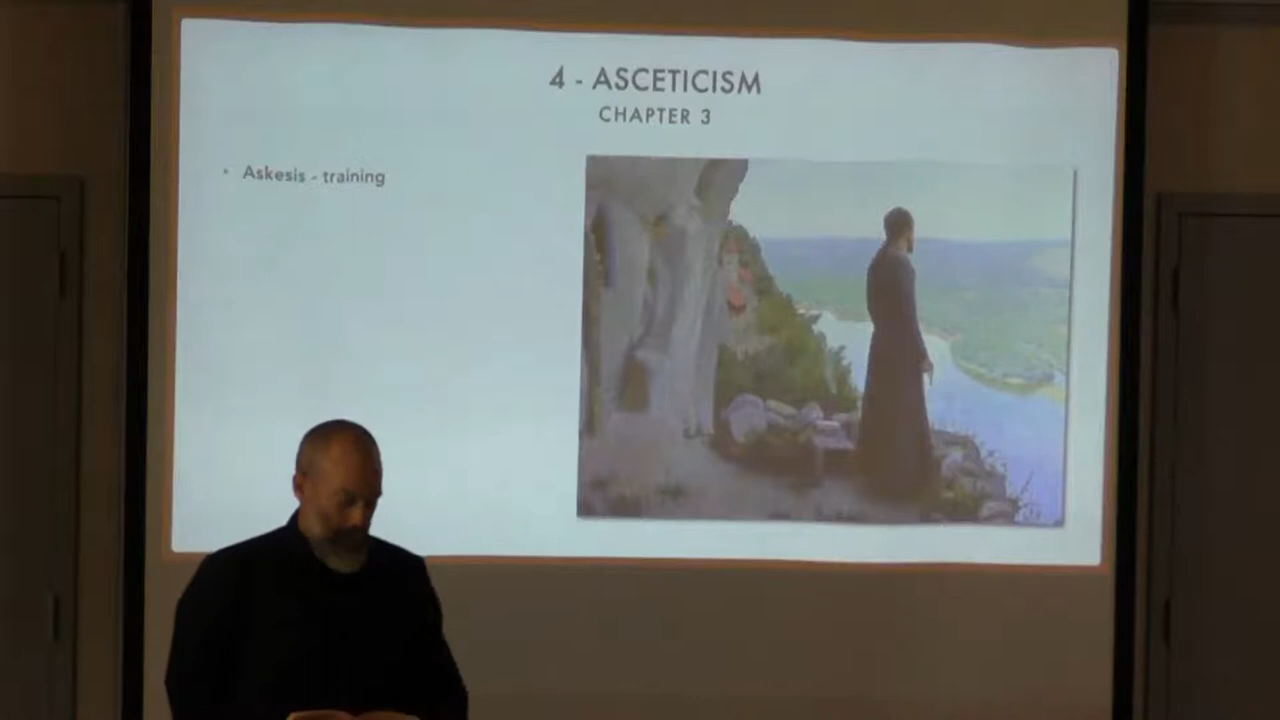 4 - ASCETICISM
CHAPTER 3
• Askesis - training